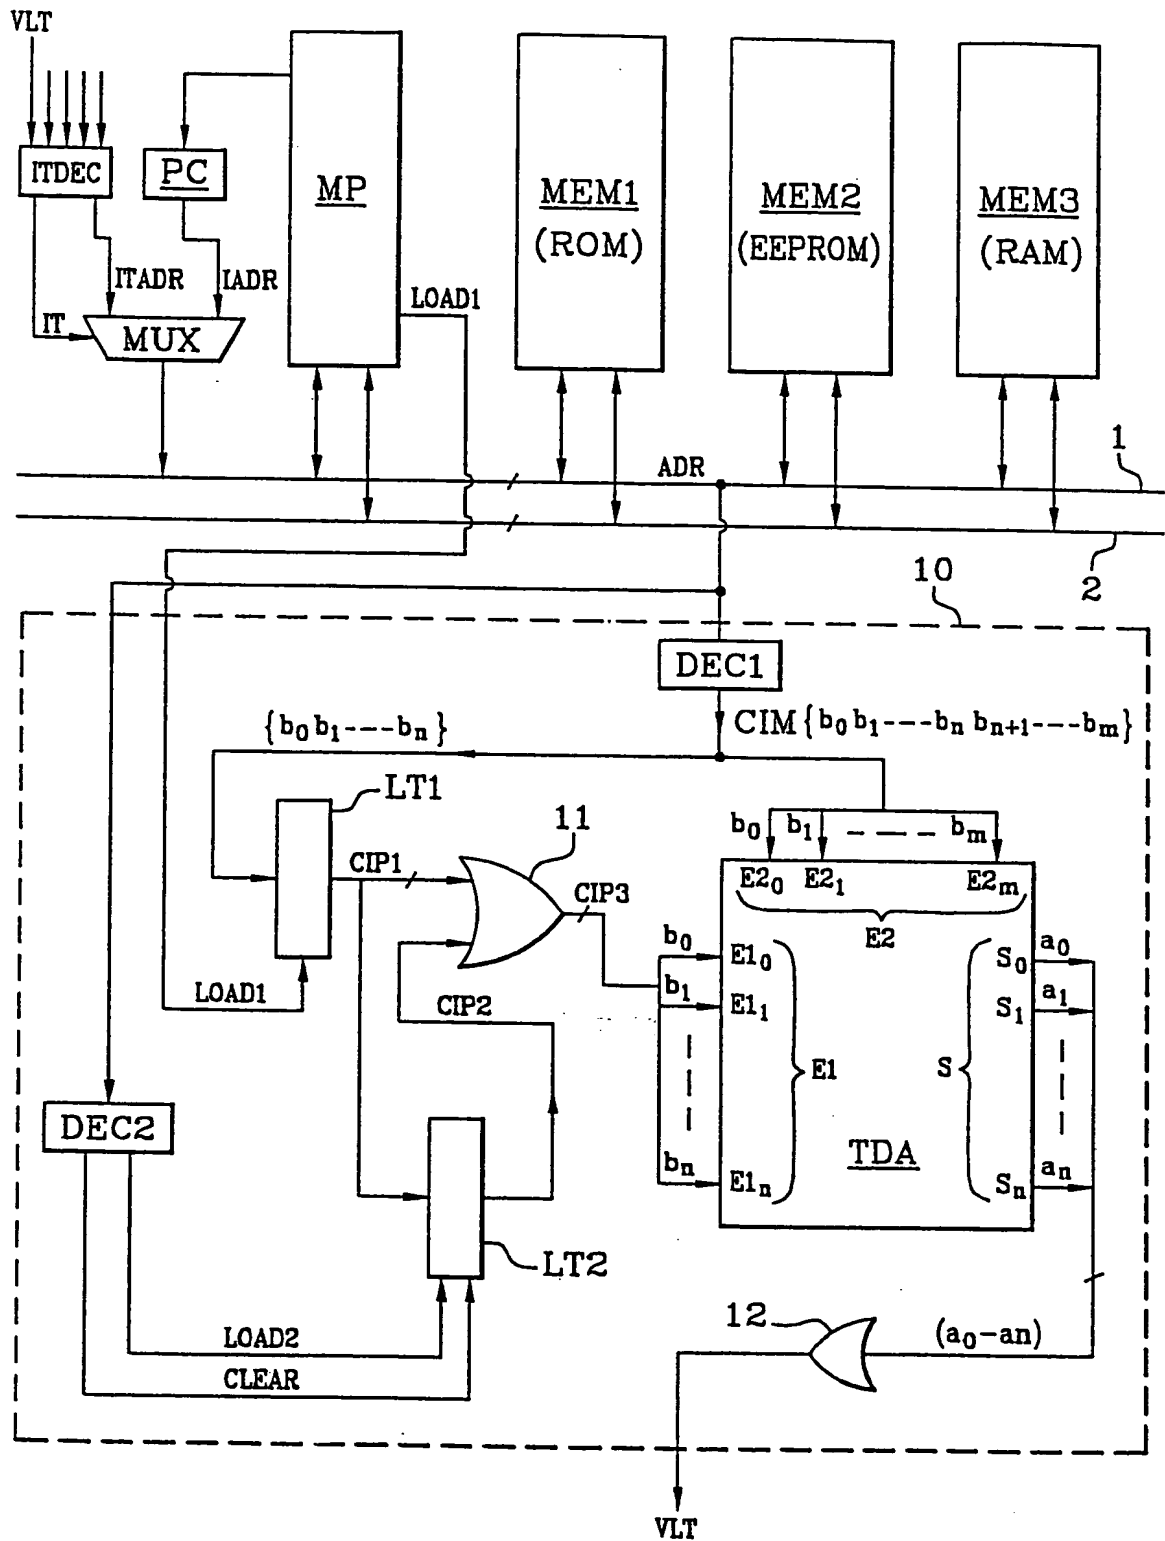 VLT
ITDEC
PC
MP
MEM1
(ROM)
MEM2
(EEPROM)
MEM3
(RAM)
ITADR
IADR
LOAD1
IT
MUX
ADR
1
2
10
DEC1
{b0 b1----bn}
CIM {b0 b1----bn bn+1----bm}
LT1
11
b0
b1
bm
CIP1
CIP3
E20
E21
E2m
E2
b0
E10
S0
a0
b1
E11
S1
a1
LOAD1
CIP2
E1
S
DEC2
TDA
bn
E1n
Sn
an
LT2
12
(a0-an)
LOAD2
CLEAR
VLT